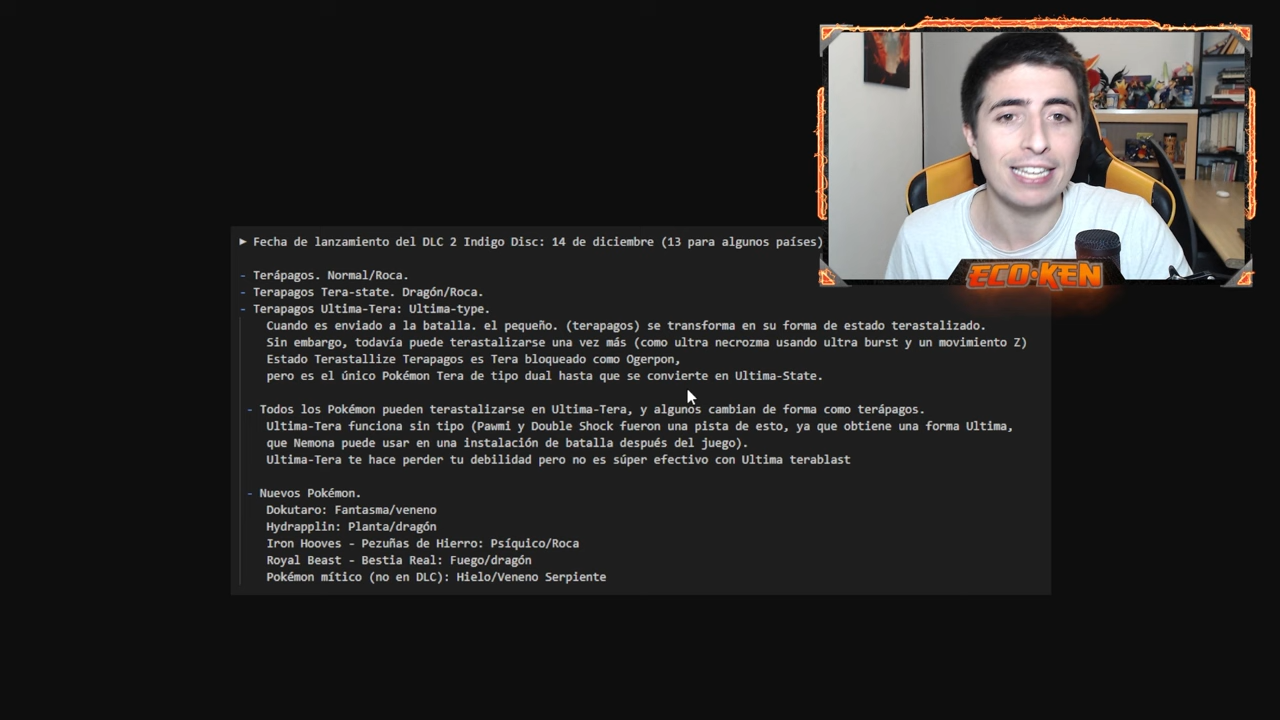 ECO·KEN
► Fecha de lanzamiento del DLC 2 Indigo Disc: 14 de diciembre (13 para algunos países)
- Terápagos. Normal/Roca.
- Terapagos Tera-state. Dragón/Roca.
- Terapagos Ultima-Tera: Ultima-type.
Cuando es enviado a la batalla. el pequeño. (terapagos) se transforma en su forma de estado terastalizado.
Sin embargo, todavía puede terastalizarse una vez más (como ultra necrozma usando ultra burst y un movimiento Z)
Estado Terastallize Terapagos es Tera bloqueado como Ogerpon,
pero es el único Pokémon Tera de tipo dual hasta que se convierte en Ultima-State.
- Todos los Pokémon pueden terastalizarse en Ultima-Tera, y algunos cambian de forma como terápagos.
Ultima-Tera funciona sin tipo (Pawmi y Double Shock fueron una pista de esto, ya que obtiene una forma Ultima,
que Nemona puede usar en una instalación de batalla después del juego).
Ultima-Tera te hace perder tu debilidad pero no es súper efectivo con Ultima terablast
- Nuevos Pokémon.
Dokutaro: Fantasma/veneno
Hydrapplin: Planta/dragón
Iron Hooves - Pezuñas de Hierro: Psíquico/Roca
Royal Beast - Bestia Real: Fuego/dragón
Pokémon mítico (no en DLC): Hielo/Veneno Serpiente